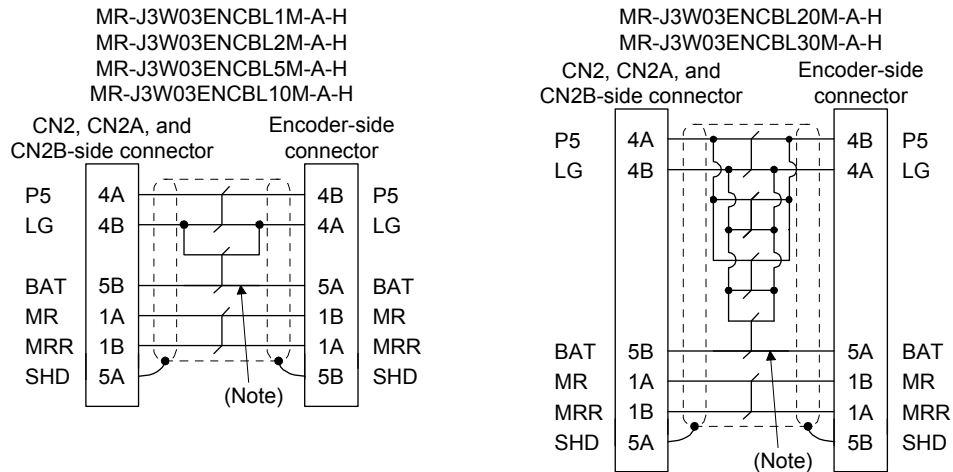 MR-J3W03ENCBL1M-A-H
MR-J3W03ENCBL2M-A-H
MR-J3W03ENCBL5M-A-H
MR-J3W03ENCBL10M-A-H
CN2, CN2A, and
CN2B-side connector
Encoder-side
connector
P5 4A 4B P5
LG 4B 4A LG
BAT 5B 5A BAT
MR 1A 1B MR
MRR 1B 1A MRR
SHD 5A 5B SHD
(Note)
MR-J3W03ENCBL20M-A-H
MR-J3W03ENCBL30M-A-H
CN2, CN2A, and
CN2B-side connector
Encoder-side
connector
P5 4A 4B P5
LG 4B 4A LG
BAT 5B 5A BAT
MR 1A 1B MR
MRR 1B 1A MRR
SHD 5A 5B SHD
(Note)